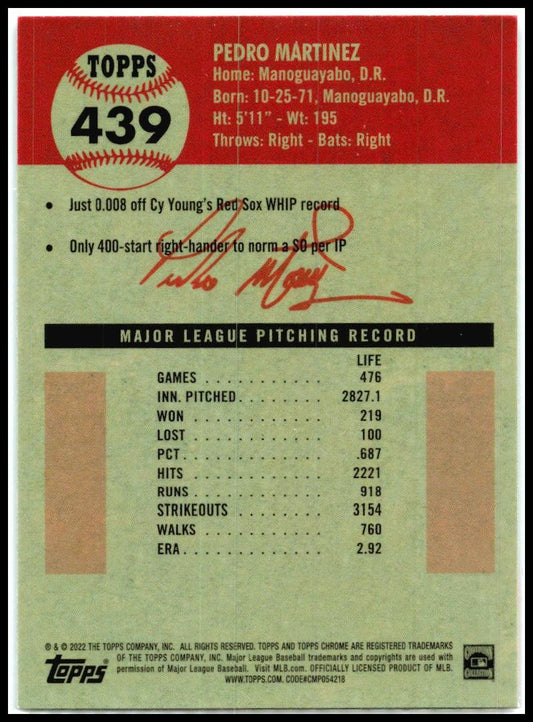 TOPPS
439
PEDRO MARTINEZ
Home: Manoguayabo, D.R.
Born: 10-25-71, Manoguayabo, D.R.
Ht: 5'11" - Wt: 195
Throws: Right - Bats: Right
• Just 0.008 off Cy Young's Red Sox WHIP record
• Only 400-start right-hander to norm a SO per IP
Pedro Martinez
MAJOR LEAGUE PITCHING RECORD
LIFE
GAMES . . . . . . . . . . . 476
INN. PITCHED. . . . . . . . 2827.1
WON . . . . . . . . . . . 219
LOST . . . . . . . . . . . 100
PCT. . . . . . . . . . . . .687
HITS . . . . . . . . . . . 2221
RUNS . . . . . . . . . . . 918
STRIKEOUTS . . . . . . . . 3154
WALKS . . . . . . . . . . 760
ERA. . . . . . . . . . . . 2.92
® & © 2022 THE TOPPS COMPANY, INC. ALL RIGHTS RESERVED. TOPPS AND TOPPS CHROME ARE REGISTERED TRADEMARKS
OF THE TOPPS COMPANY, INC. Major League Baseball trademarks and copyrights are used with
permission of Major League Baseball. Visit MLB.com. OFFICIALLY LICENSED PRODUCT OF MLB.
WWW.TOPPS.COM. CODE#CMP054218
topps